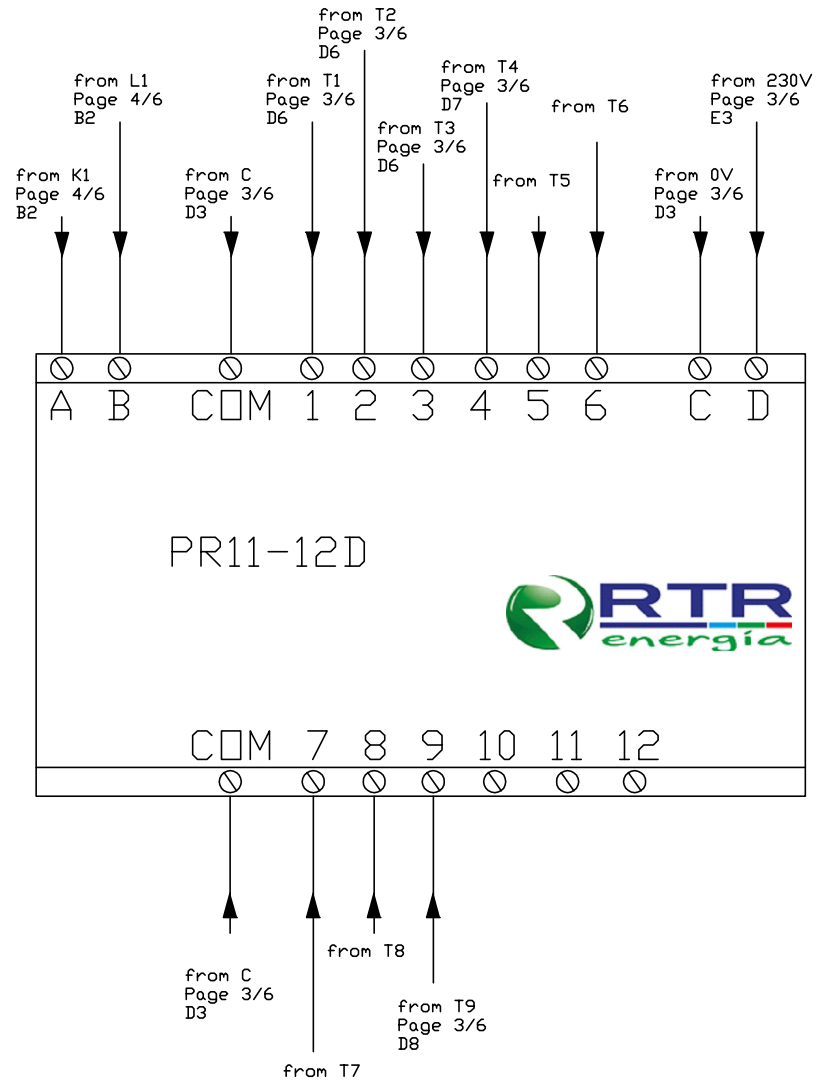 from T2
Page 3/6
D6
from L1
Page 4/6
B2
from T1
Page 3/6
D6
from T4
Page 3/6
D7
from 230V
Page 3/6
E3
from T6
from T3
Page 3/6
D6
from K1
Page 4/6
B2
from C
Page 3/6
D3
from T5
from 0V
Page 3/6
D3
A B COM 1 2 3 4 5 6 C D
PR11-12D
RTR
energía
COM 7 8 9 10 11 12
from T8
from C
Page 3/6
D3
from T9
Page 3/6
D8
from T7